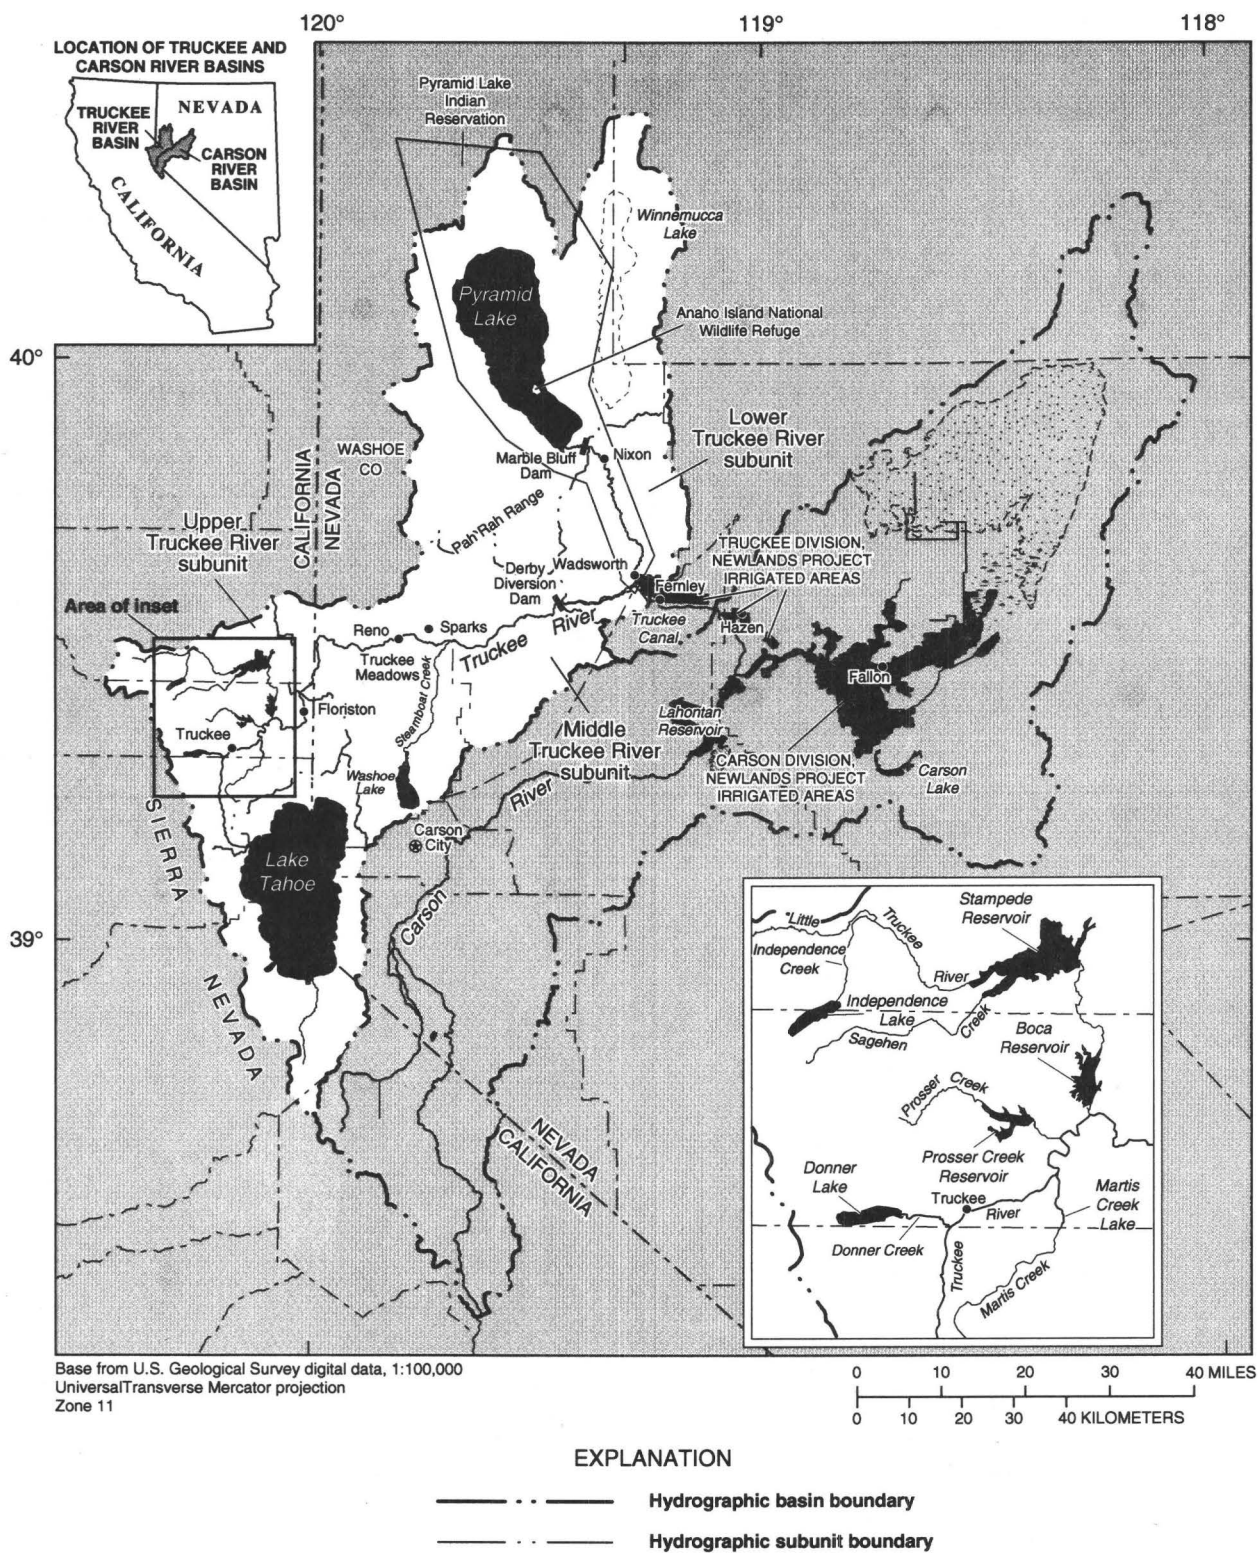 120°
119°
118°
LOCATION OF TRUCKEE AND
CARSON RIVER BASINS
TRUCKEE
RIVER
BASIN
NEVADA
CARSON
RIVER
BASIN
CALIFORNIA
Pyramid Lake
Indian
Reservation
Winnemucca
Lake
Pyramid
Lake
Anaho Island National
Wildlife Refuge
40°
WASHOE
CO
CALIFORNIA
NEVADA
Lower
Truckee River
subunit
Marble Bluff
Dam
Nixon
Pah Rah Range
Upper
Truckee River
subunit
TRUCKEE DIVISION,
NEWLANDS PROJECT
IRRIGATED AREAS
Wadsworth
Derby
Diversion
Dam
Fernley
Area of inset
Truckee
Canal
Hazen
Reno
Sparks
Truckee River
Truckee
Meadows
Steamboat Creek
Fallon
Floriston
Lahontan
Reservoir
Truckee
Middle
Truckee River
subunit
CARSON DIVISION,
NEWLANDS PROJECT
IRRIGATED AREAS
Carson
Lake
Washoe
Lake
Carson River
Carson
City
SIERRA NEVADA
Lake
Tahoe
39°
NEVADA
CALIFORNIA
Stampede
Reservoir
Little Truckee River
Independence
Creek
Independence
Lake
Sagehen Creek
Boca
Reservoir
Prosser Creek
Prosser Creek
Reservoir
Donner
Lake
Truckee
River
Martis
Creek
Lake
Donner Creek
Truckee
Martis Creek
Base from U.S. Geological Survey digital data, 1:100,000
UniversalTransverse Mercator projection
Zone 11
0 10 20 30 40 MILES
0 10 20 30 40 KILOMETERS
EXPLANATION
Hydrographic basin boundary
Hydrographic subunit boundary